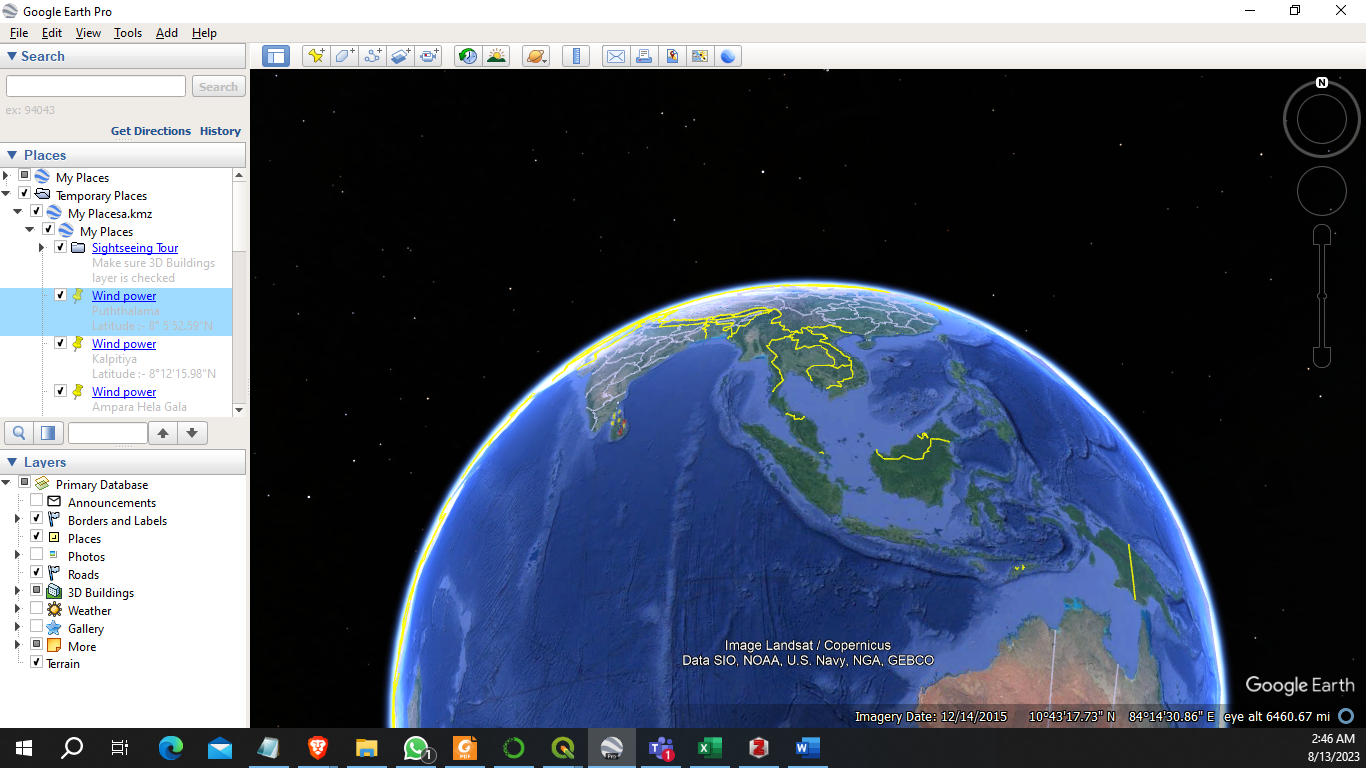 Google Earth Pro
File Edit View Tools Add Help
Search
Search
ex: 94043
Get Directions History
Places
My Places
Temporary Places
My Placesa.kmz
My Places
Sightseeing Tour
Make sure 3D Buildings
layer is checked
Wind power
Puththalama
Latitude :- 8° 5'52.59"N
Wind power
Kalpitiya
Latitude :- 8°12'15.98"N
Wind power
Ampara Hela Gala
Layers
Primary Database
Announcements
Borders and Labels
Places
Photos
Roads
3D Buildings
Weather
Gallery
More
Terrain
N
Image Landsat / Copernicus
Data SIO, NOAA, U.S. Navy, NGA, GEBCO
Google Earth
Imagery Date: 12/14/2015 10°43'17.73" N 84°14'30.86" E eye alt 6460.67 mi
1
PDF
Pro
1
2:46 AM
8/13/2023